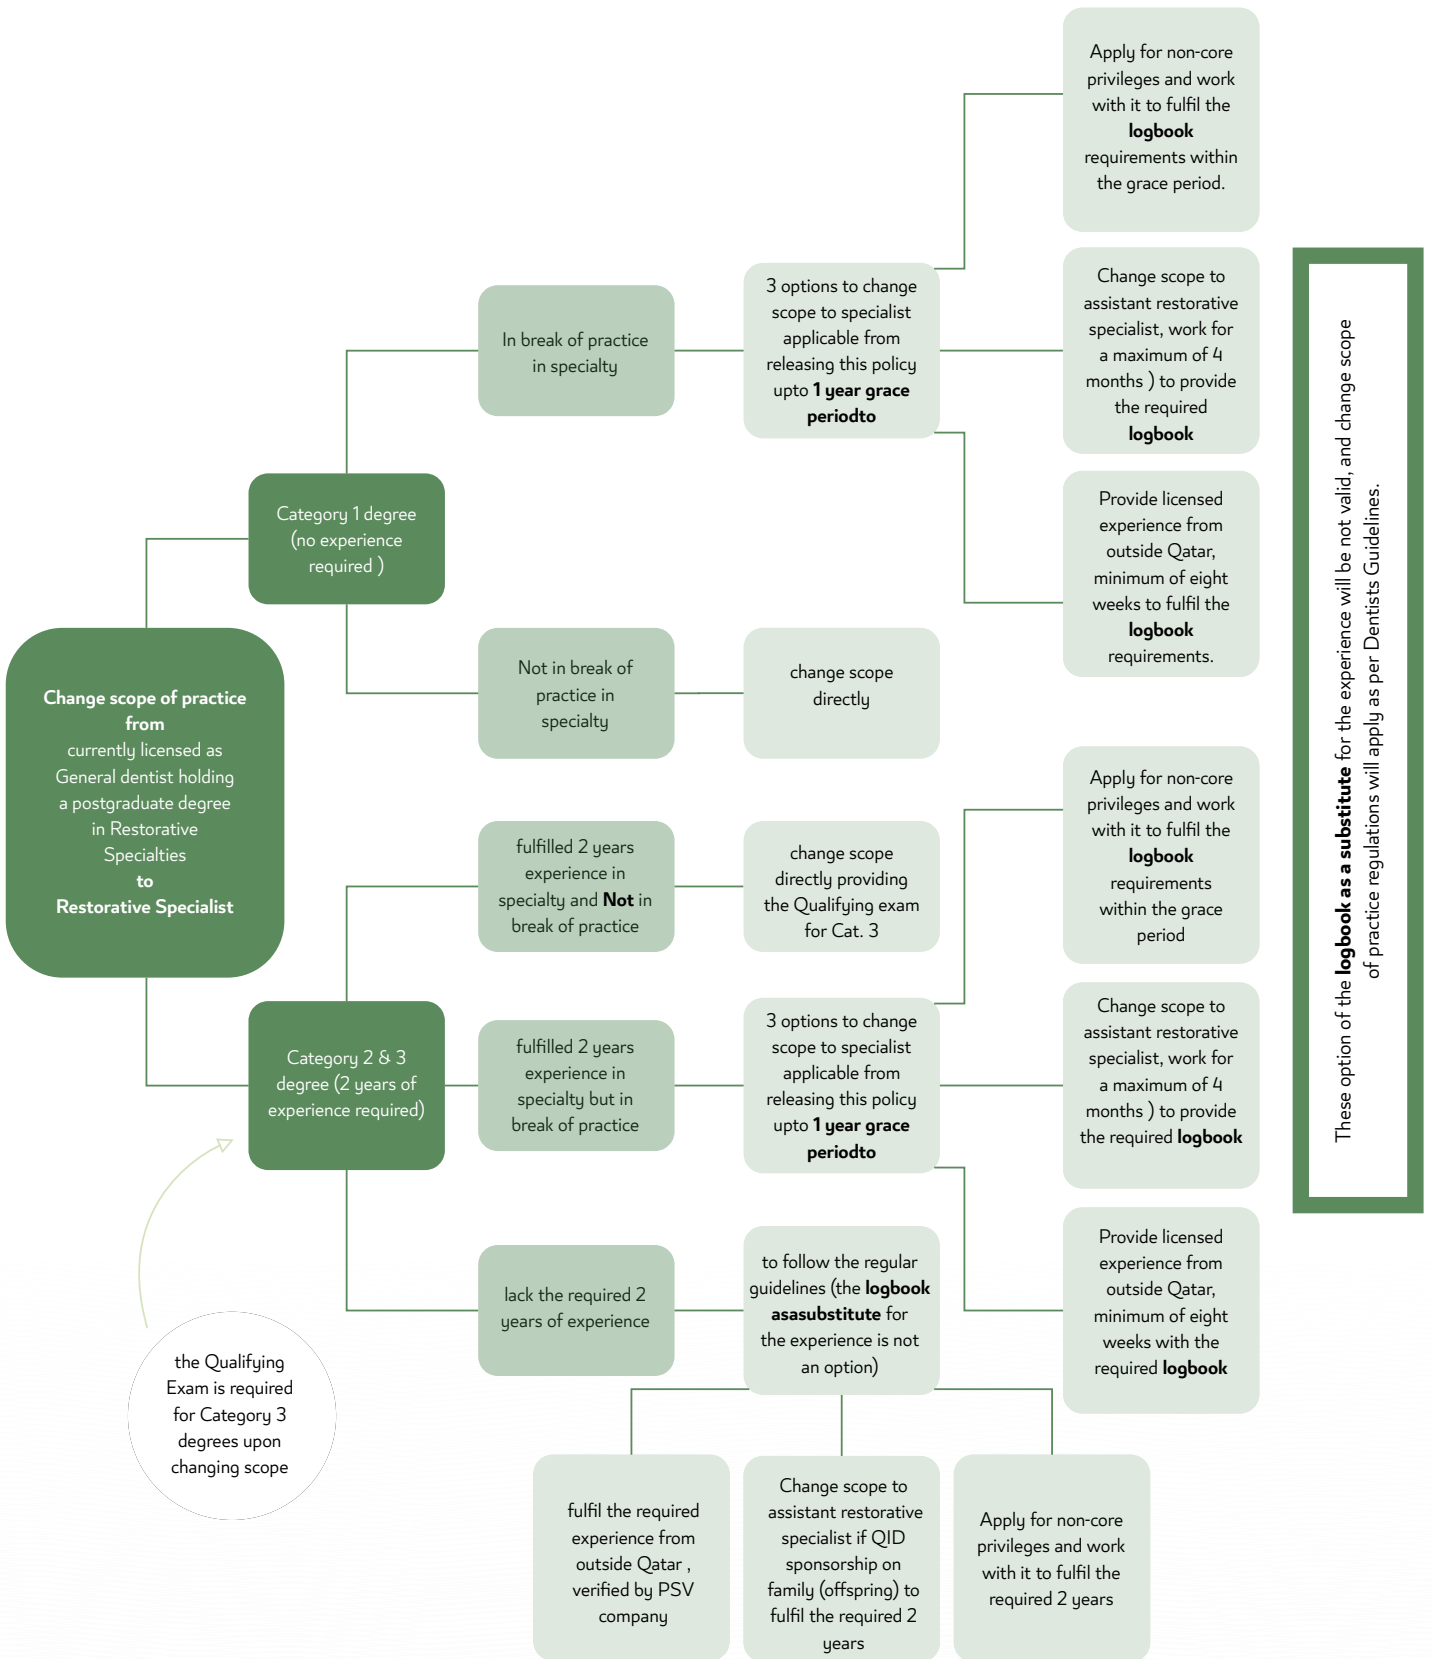 Change scope of practice
from
currently licensed as
General dentist holding
a postgraduate degree
in Restorative
Specialties
to
Restorative Specialist
Category 1 degree
(no experience
required )
In break of practice
in specialty
3 options to change
scope to specialist
applicable from
releasing this policy
upto 1 year grace
periodto
Apply for non-core
privileges and work
with it to fulfil the
logbook
requirements within
the grace period.
Change scope to
assistant restorative
specialist, work for
a maximum of 4
months ) to provide
the required
logbook
Provide licensed
experience from
outside Qatar,
minimum of eight
weeks to fulfil the
logbook
requirements.
Not in break of
practice in
specialty
change scope
directly
Category 2 & 3
degree (2 years of
experience required)
fulfilled 2 years
experience in
specialty and Not in
break of practice
change scope
directly providing
the Qualifying exam
for Cat. 3
fulfilled 2 years
experience in
specialty but in
break of practice
3 options to change
scope to specialist
applicable from
releasing this policy
upto 1 year grace
periodto
Apply for non-core
privileges and work
with it to fulfil the
logbook
requirements
within the grace
period
Change scope to
assistant restorative
specialist, work for
a maximum of 4
months ) to provide
the required logbook
Provide licensed
experience from
outside Qatar,
minimum of eight
weeks with the
required logbook
lack the required 2
years of experience
to follow the regular
guidelines (the logbook
asasubstitute for
the experience is not
an option)
fulfil the required
experience from
outside Qatar ,
verified by PSV
company
Change scope to
assistant restorative
specialist if QID
sponsorship on
family (offspring) to
fulfil the required 2
years
Apply for non-core
privileges and work
with it to fulfil the
required 2 years
the Qualifying
Exam is required
for Category 3
degrees upon
changing scope
These option of the logbook as a substitute for the experience will be not valid, and change scope
of practice regulations will apply as per Dentists Guidelines.